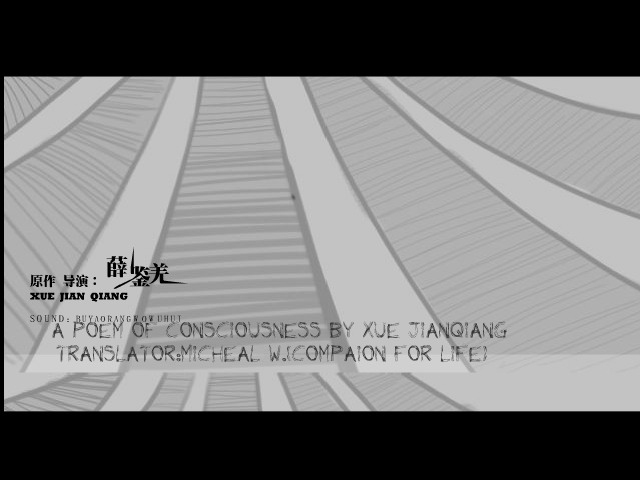 原作 导演： 薛鉴羌
XUE JIAN QIANG
SOUND: BUYAORANGWOWUHUI
A POEM OF CONSCIOUSNESS BY XUE JIANQIANG
TRANSLATOR:MICHEAL W.(COMPAION FOR LIFE)